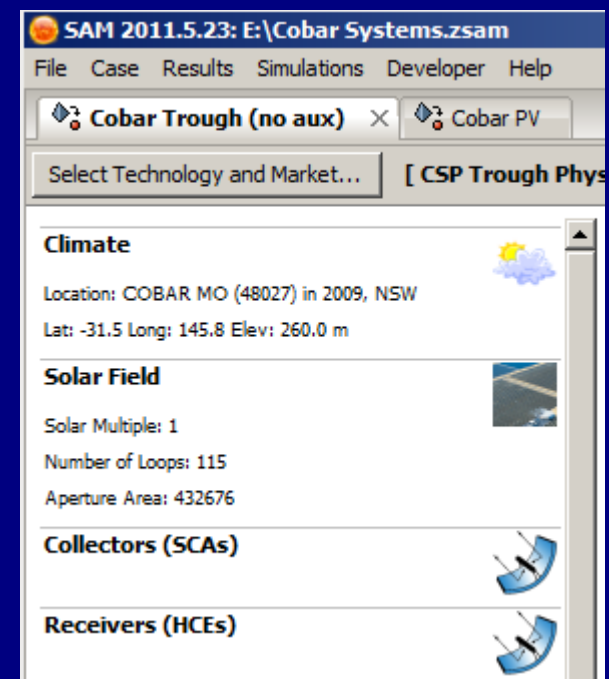 SAM 2011.5.23: E:\Cobar Systems.zsam
File Case Results Simulations Developer Help
Cobar Trough (no aux) Cobar PV
Select Technology and Market... [ CSP Trough Phys
Climate
Location: COBAR MO (48027) in 2009, NSW
Lat: -31.5 Long: 145.8 Elev: 260.0 m
Solar Field
Solar Multiple: 1
Number of Loops: 115
Aperture Area: 432676
Collectors (SCAs)
Receivers (HCEs)